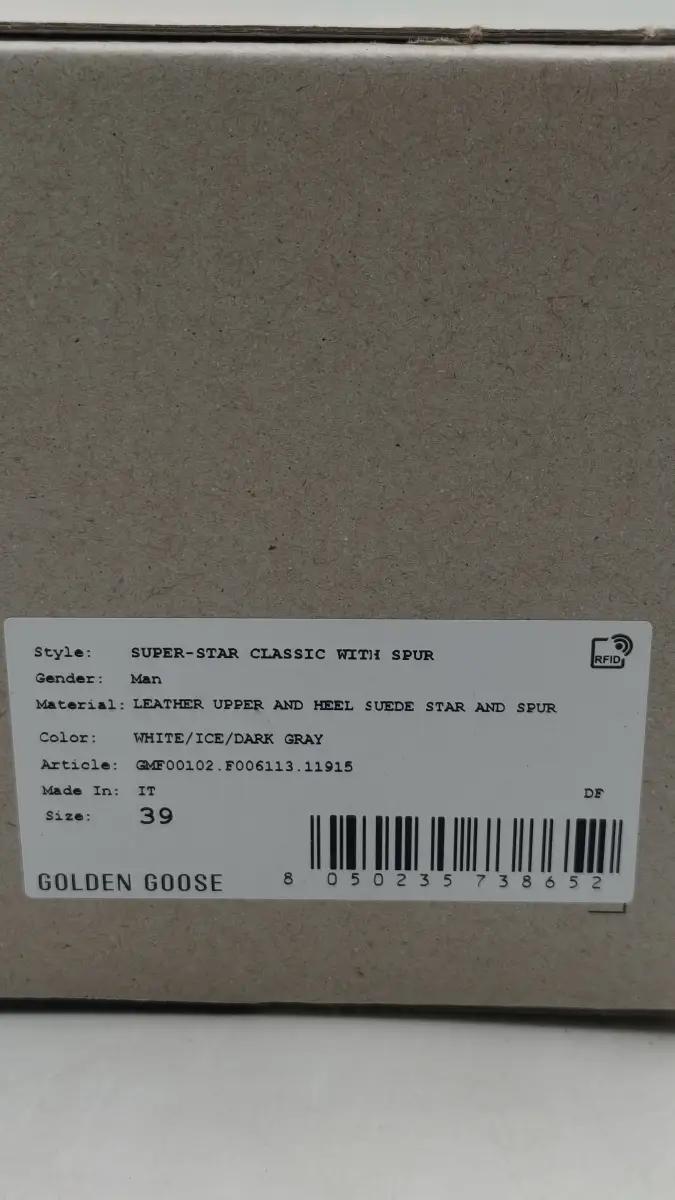 Style: SUPER-STAR CLASSIC WITH SPUR
RFID
Gender: Man
Material: LEATHER UPPER AND HEEL SUEDE STAR AND SPUR
Color: WHITE/ICE/DARK GRAY
Article: GMF00102.F006113.11915
Made In: IT
DF
Size: 39
GOLDEN GOOSE
8 050235 738652